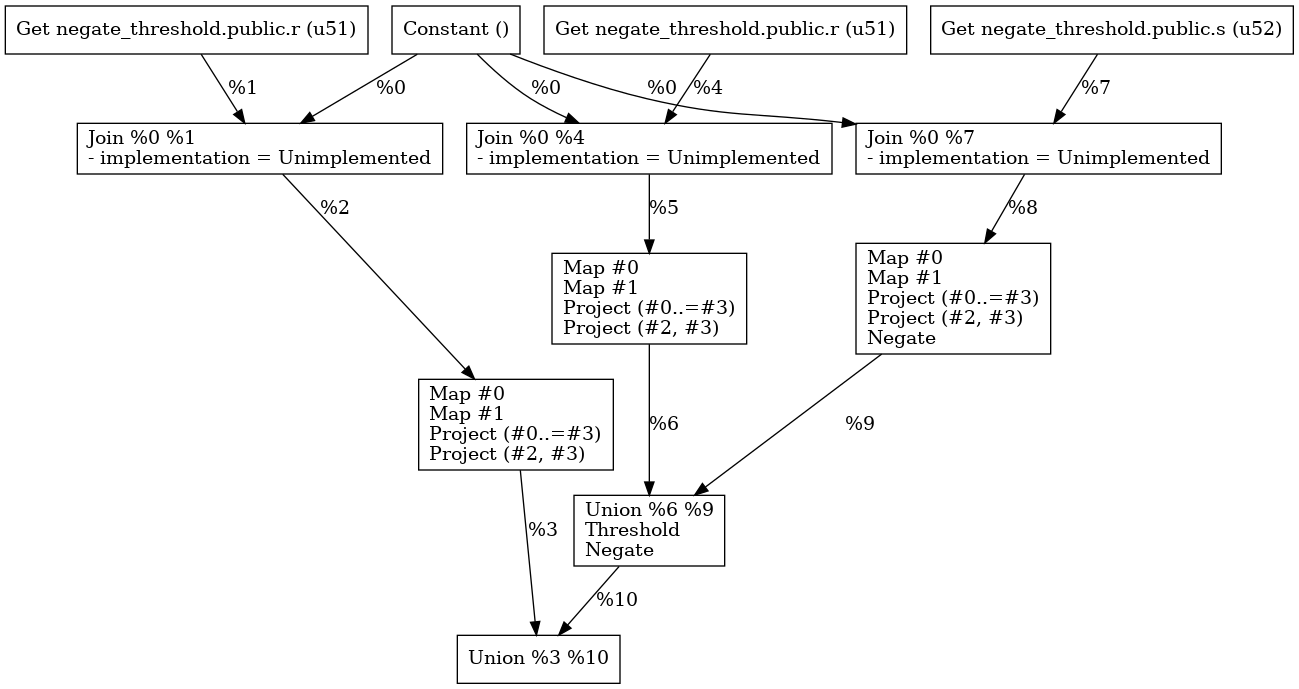 Get negate_threshold.public.r (u51)
Constant ()
Get negate_threshold.public.r (u51)
Get negate_threshold.public.s (u52)
%1
%0
%0
%4
%0
%7
Join %0 %1
- implementation = Unimplemented
Join %0 %4
- implementation = Unimplemented
Join %0 %7
- implementation = Unimplemented
%2
%5
%8
Map #0
Map #1
Project (#0..=#3)
Project (#2, #3)
Map #0
Map #1
Project (#0..=#3)
Project (#2, #3)
Negate
Map #0
Map #1
Project (#0..=#3)
Project (#2, #3)
%6
%9
Union %6 %9
Threshold
Negate
%3
%10
Union %3 %10